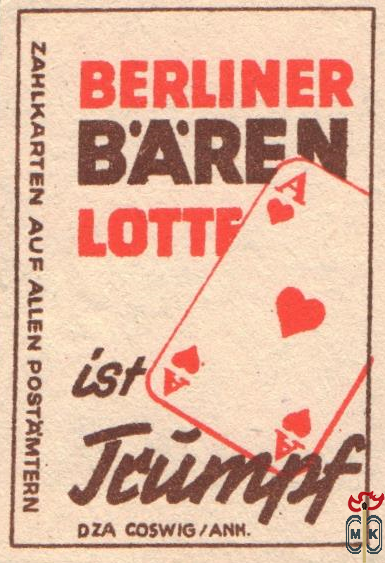 BERLINER
BÄREN
LOTTE
ist
Trumpf
DZA COSWIG/ANH.
ZAHLKARTEN AUF ALLEN POSTÄMTERN
A
A
A
MK